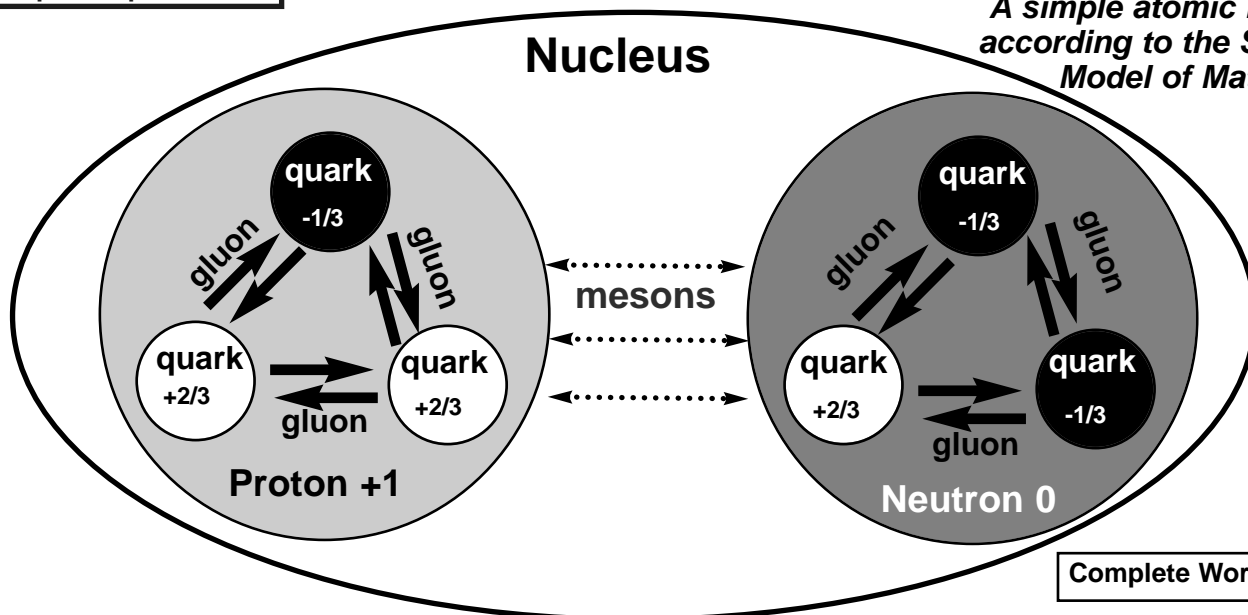 A simple atomic
according to the
Model of
Nucleus
quark
-1/3
gluon
gluon
quark
+2/3
quark
+2/3
gluon
Proton +1
mesons
quark
-1/3
gluon
gluon
quark
+2/3
quark
-1/3
gluon
Neutron 0
Complete